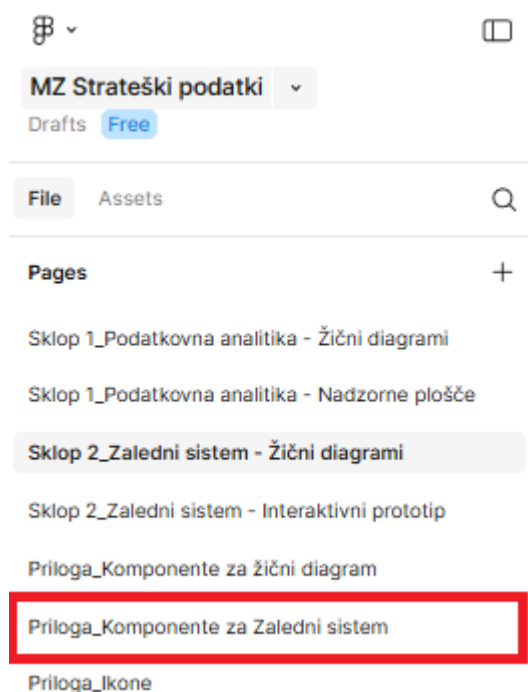 MZ Strateški podatki
Drafts Free
File Assets
Pages
Sklop 1_Podatkovna analitika - Žični diagrami
Sklop 1_Podatkovna analitika - Nadzorne plošče
Sklop 2_Zaledni sistem - Žični diagrami
Sklop 2_Zaledni sistem - Interaktivni prototip
Priloga_Komponente za žični diagram
Priloga_Komponente za Zaledni sistem
Priloga_Ikone